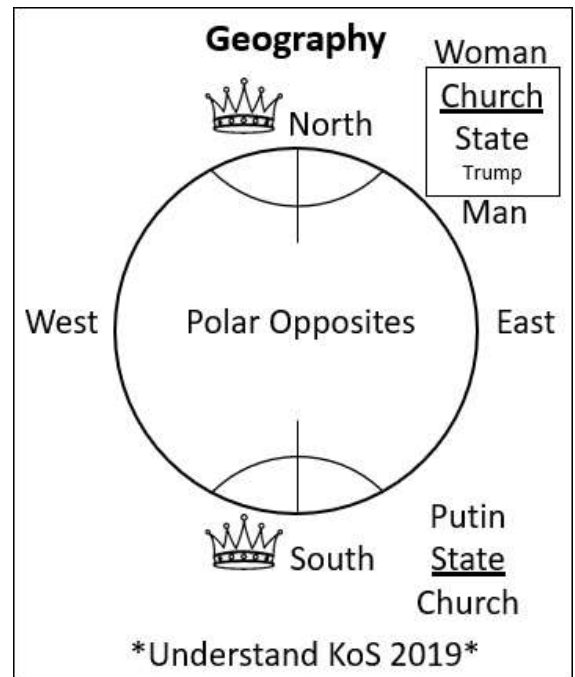 Geography
Woman
Church
State
Trump
Man
North
West
Polar Opposites
East
South
Putin
State
Church
*Understand KoS 2019*